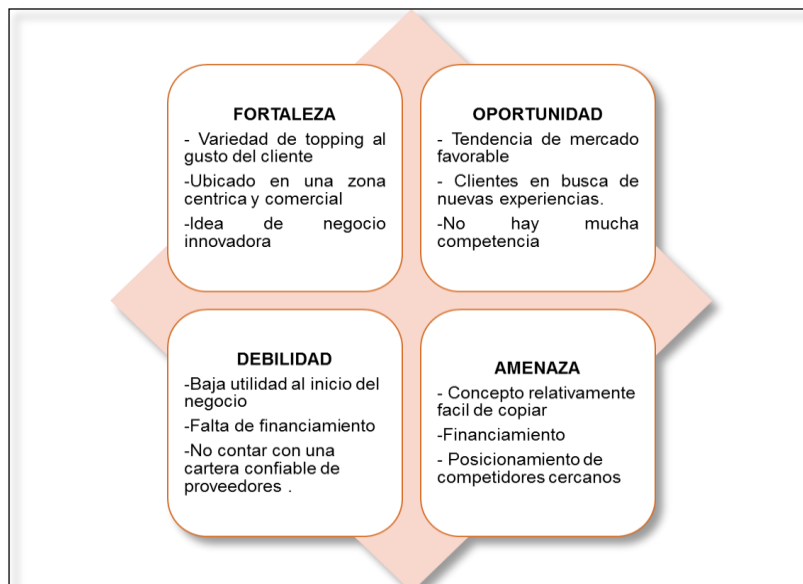 FORTALEZA
- Variedad de topping al
gusto del cliente
-Ubicado en una zona
centrica y comercial
-Idea de negocio
innovadora
OPORTUNIDAD
- Tendencia de mercado
favorable
- Clientes en busca de
nuevas experiencias.
-No hay mucha
competencia
DEBILIDAD
-Baja utilidad al inicio del
negocio
-Falta de financiamiento
-No contar con una
cartera confiable de
proveedores .
AMENAZA
- Concepto relativamente
facil de copiar
-Financiamiento
- Posicionamiento de
competidores cercanos